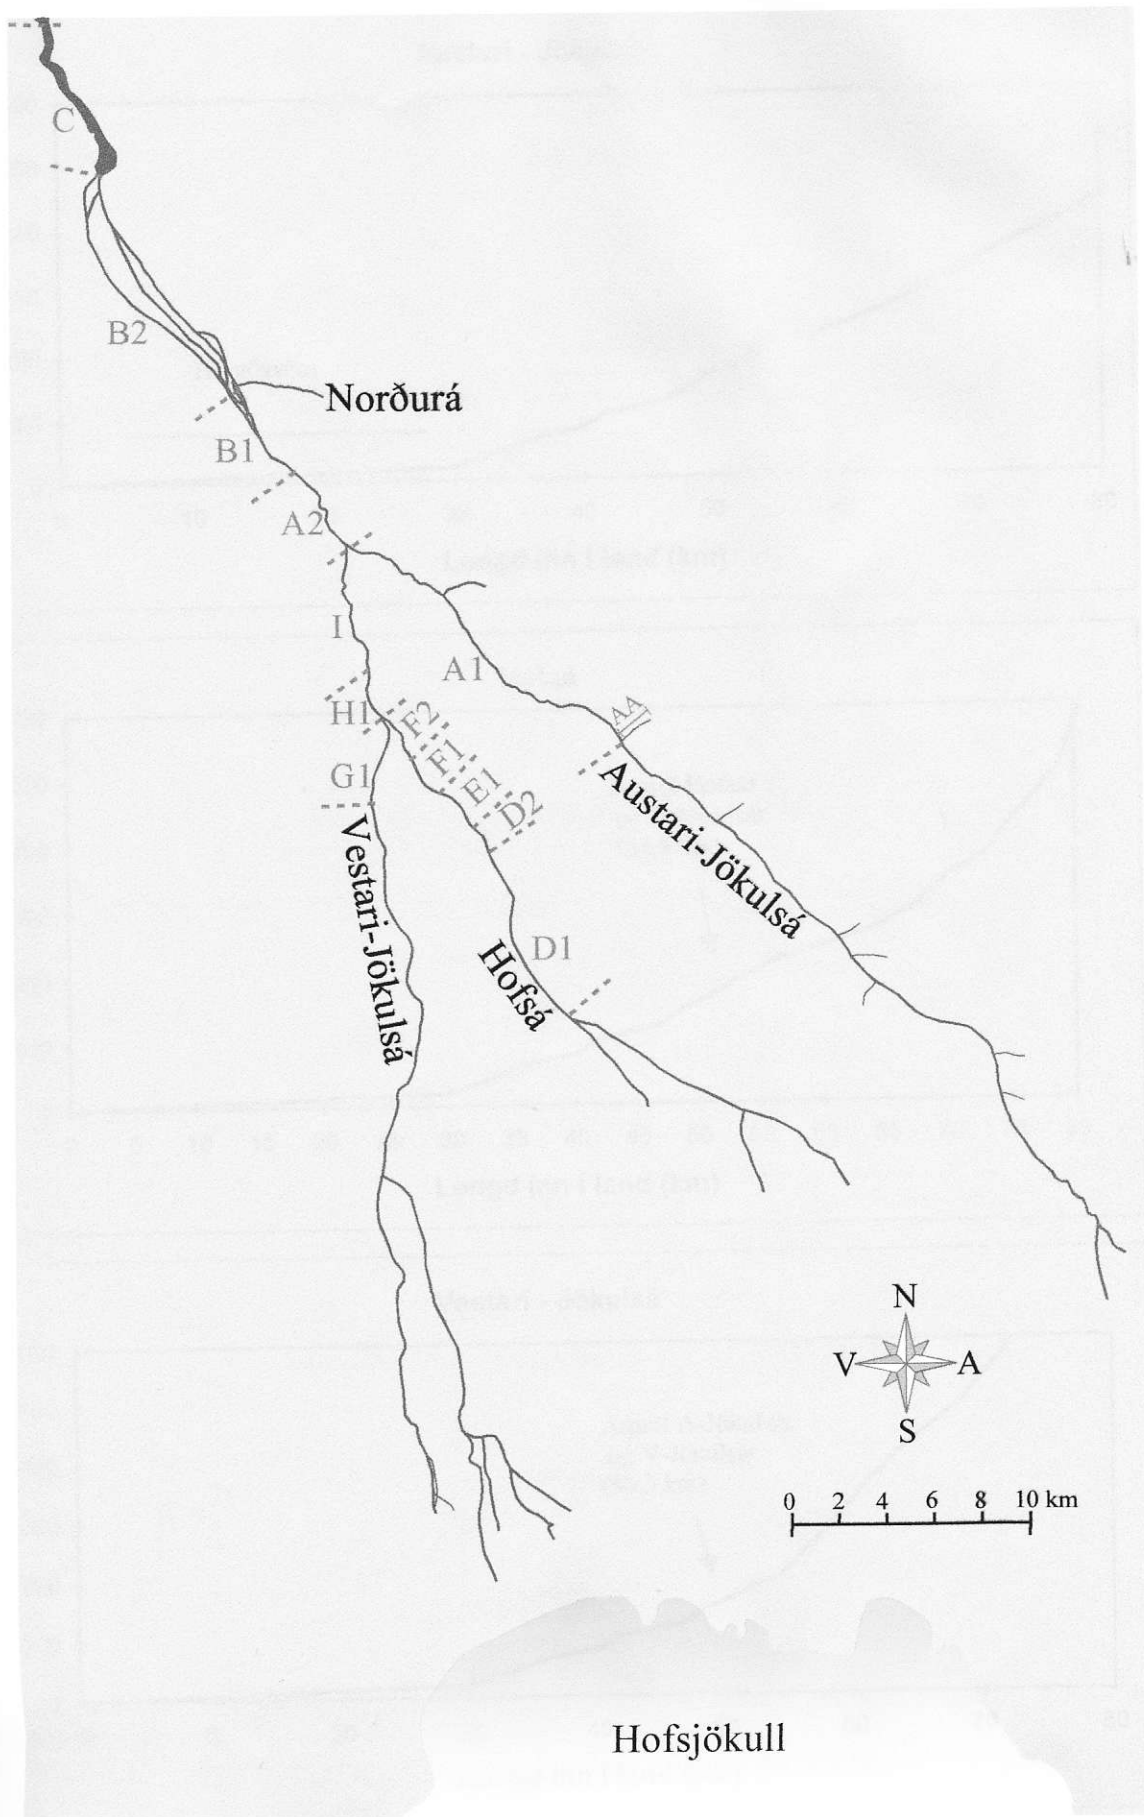 C
B2
Norðurá
B1
A2
I
A1
AA
H1
F2
F1
G1
E1
D2
Austari-Jökulsá
Vestari-Jökulsá
D1
Hofsá
N
V A
S
0 2 4 6 8 10 km
Hofsjökull